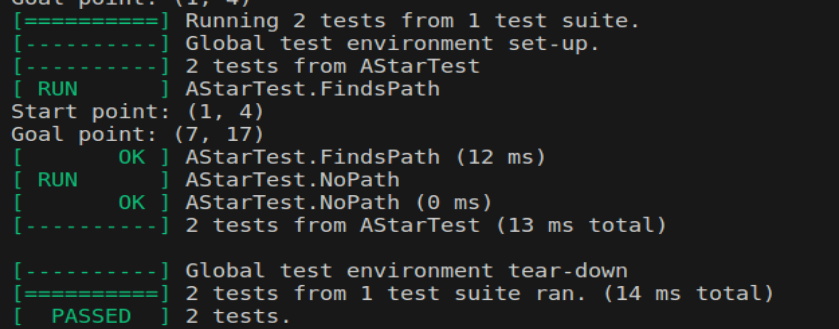 Goal point: (1, 4)
[==========] Running 2 tests from 1 test suite.
[----------] Global test environment set-up.
[----------] 2 tests from AStarTest
[ RUN      ] AStarTest.FindsPath
Start point: (1, 4)
Goal point: (7, 17)
[       OK ] AStarTest.FindsPath (12 ms)
[ RUN      ] AStarTest.NoPath
[       OK ] AStarTest.NoPath (0 ms)
[----------] 2 tests from AStarTest (13 ms total)

[----------] Global test environment tear-down
[==========] 2 tests from 1 test suite ran. (14 ms total)
[  PASSED  ] 2 tests.